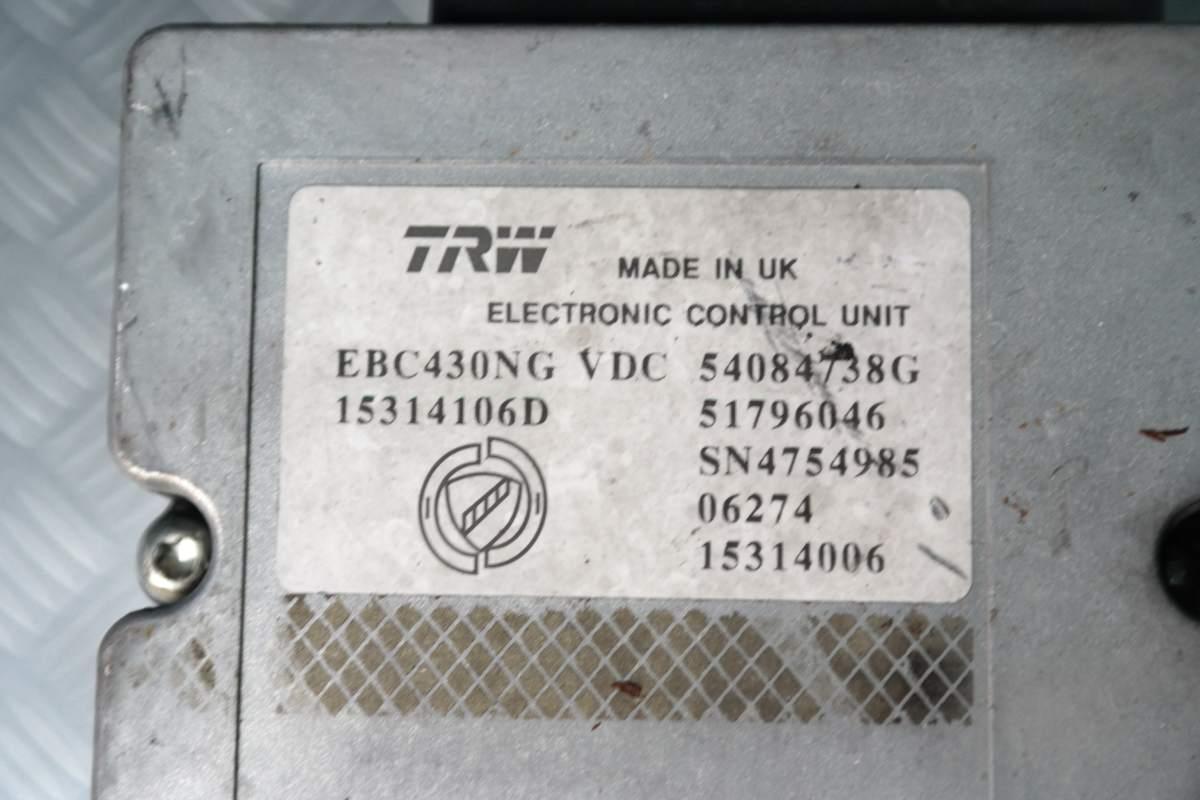 TRW MADE IN UK
ELECTRONIC CONTROL UNIT
EBC430NG VDC 54084738G
15314106D 51796046
SN4754985
06274
15314006